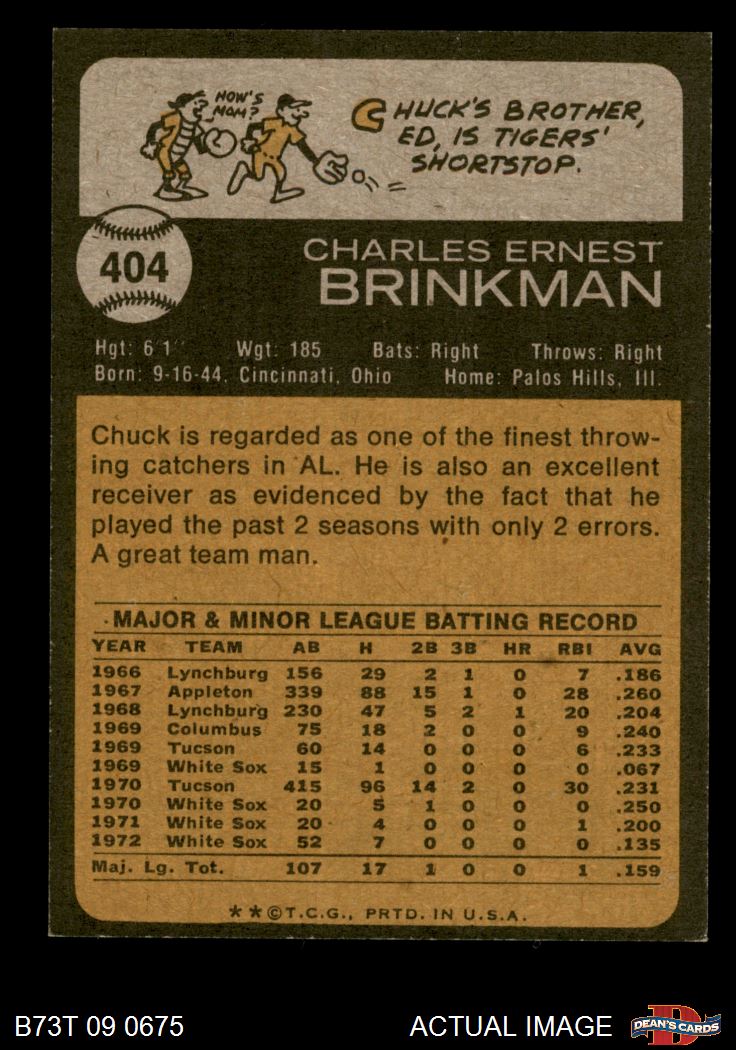 HOW'S
MOM?
CHUCK'S BROTHER,
ED, IS TIGERS'
SHORTSTOP.
404
CHARLES ERNEST
BRINKMAN
Hgt: 6'1" Wgt: 185 Bats: Right Throws: Right
Born: 9-16-44, Cincinnati, Ohio Home: Palos Hills, Ill.
Chuck is regarded as one of the finest throw-
ing catchers in AL. He is also an excellent
receiver as evidenced by the fact that he
played the past 2 seasons with only 2 errors.
A great team man.
MAJOR & MINOR LEAGUE BATTING RECORD
YEAR TEAM AB H 2B 3B HR RBI AVG
1966 Lynchburg 156 29 2 1 0 7 .186
1967 Appleton 339 88 15 1 0 28 .260
1968 Lynchburg 230 47 5 2 1 20 .204
1969 Columbus 75 18 2 0 0 9 .240
1969 Tucson 60 14 0 0 0 6 .233
1969 White Sox 15 1 0 0 0 0 .067
1970 Tucson 415 96 14 2 0 30 .231
1970 White Sox 20 5 1 0 0 0 .250
1971 White Sox 20 4 0 0 0 1 .200
1972 White Sox 52 7 0 0 0 0 .135
Maj. Lg. Tot. 107 17 1 0 0 1 .159
**©T.C.G., PRTD. IN U.S.A.
B73T 09 0675 ACTUAL IMAGE D DEAN'S CARDS